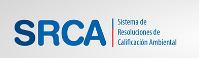 SRCA
Sistema de
Resoluciones de
Calificación Ambiental